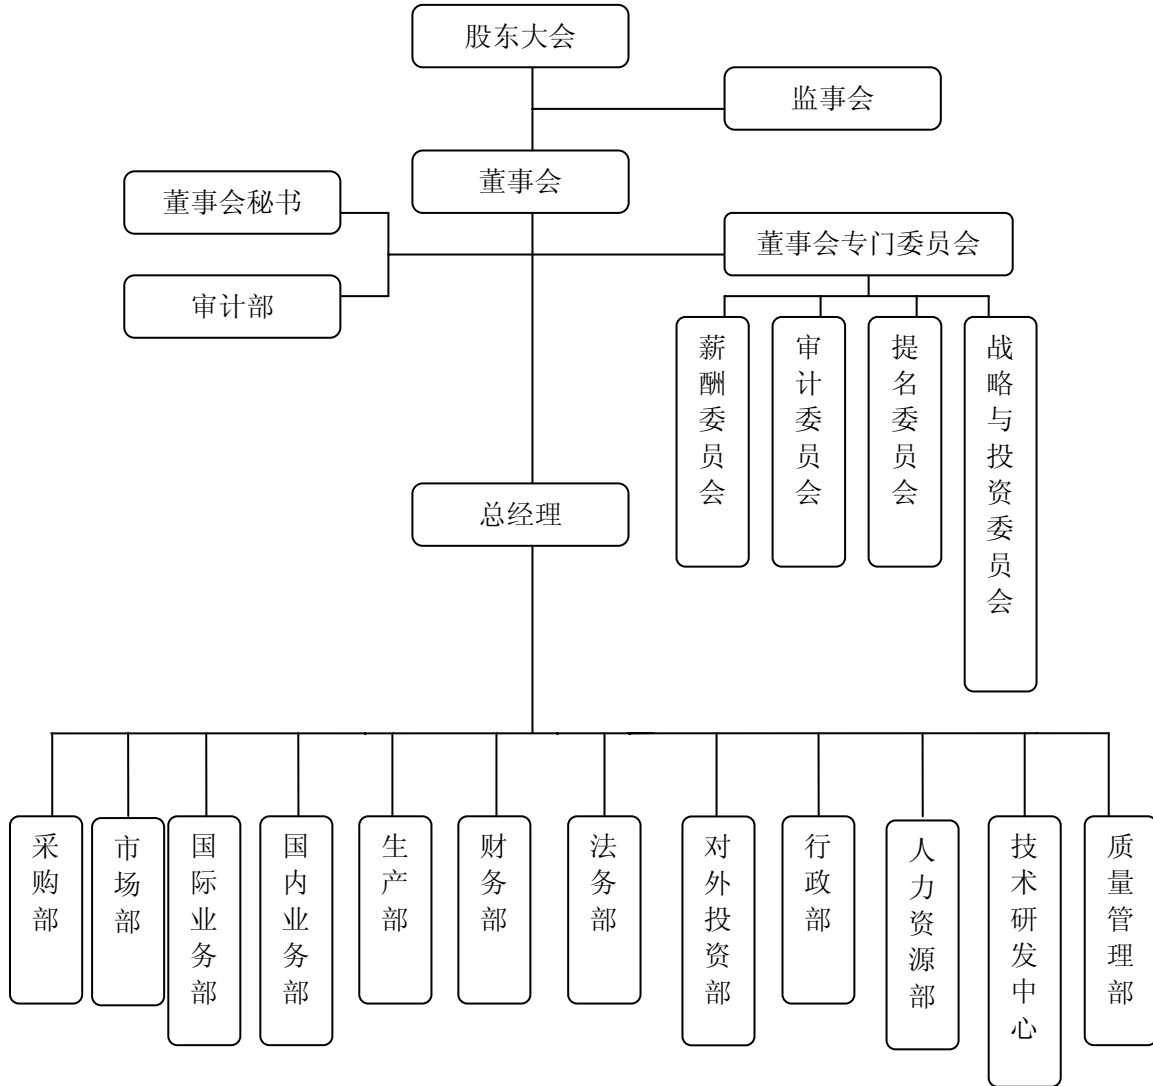 股东大会
监事会
董事会
董事会秘书
董事会专门委员会
审计部
薪酬委员会
审计委员会
提名委员会
战略与投资委员会
总经理
采购部
市场部
国际业务部
国内业务部
生产部
财务部
法务部
对外投资部
行政部
人力资源部
技术研发中心
质量管理部